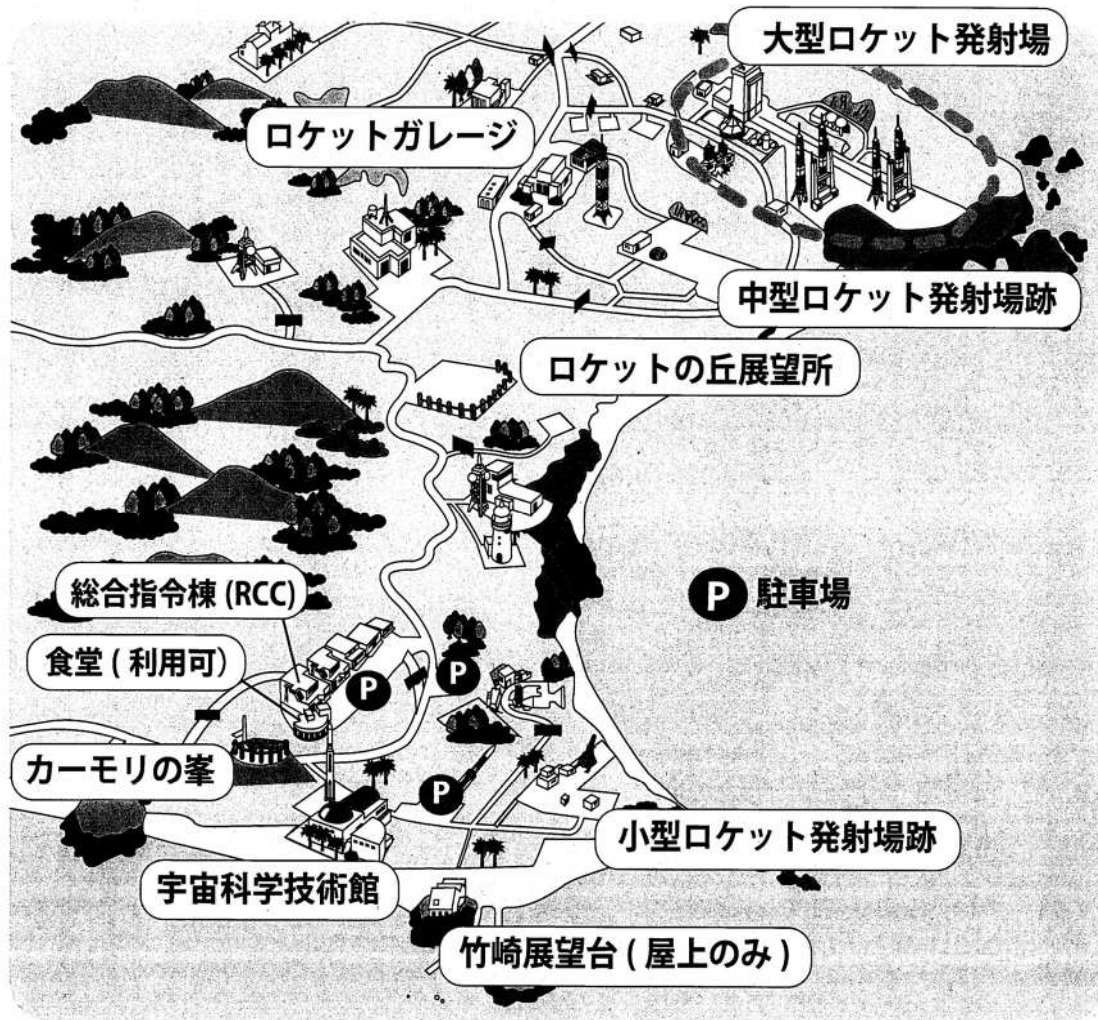 大型ロケット発射場
ロケットガレージ
中型ロケット発射場跡
ロケットの丘展望所
総合指令棟 (RCC)
P 駐車場
食堂 ( 利用可)
P
P
カーモリの峯
P
小型ロケット発射場跡
宇宙科学技術館
竹崎展望台 ( 屋上のみ )